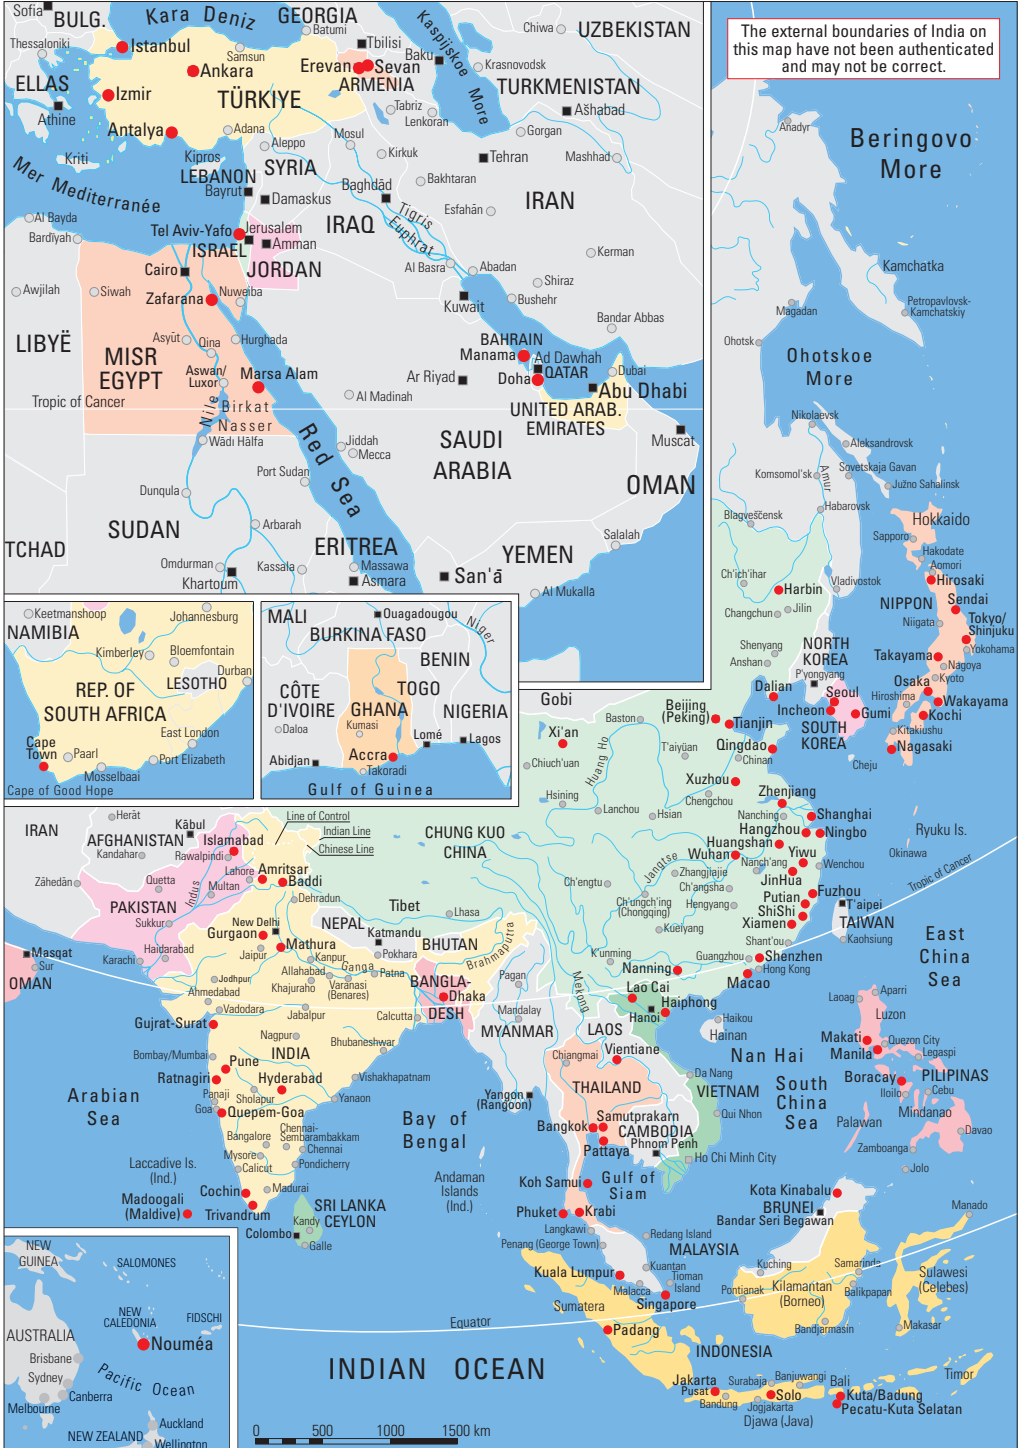 The external boundaries of India on
this map have not been authenticated
and may not be correct.
Sofia
BULG.
Kara Deniz
GEORGIA
Batumi
Kaspijskoe More
Chiwa
UZBEKISTAN
Thessaloniki
Istanbul
Samsun
Tbilisi
Baku
Krasnovodsk
Ankara
Erevan
Sevan
ARMENIA
TURKMENISTAN
ELLAS
Izmir
TÜRKIYE
Ašhabad
Athine
Antalya
Adana
Tabriz
Lenkoran
Gorgan
Kriti
Kipros
Aleppo
Mosul
Kirkuk
Tehran
Mashhad
Mer Mediterranée
LEBANON
SYRIA
Bayrut
Damaskus
Baghdād
Bakhtaran
IRAN
Al Bayda
Tigris
Esfahān
Bardīyah
Tel Aviv-Yafo
Jerusalem
IRAQ
Euphrat
ISRAEL
Amman
Kerman
Cairo
JORDAN
Al Basra
Abadan
Awjilah
Siwah
Zafarana
Nuweiba
Shiraz
Kuwait
Bushehr
Bandar Abbas
LIBYË
Asyūt
Qina
Hurghada
BAHRAIN
MISR
EGYPT
Manama
Ad Dawhah
Aswan/
Luxor
Marsa Alam
Ar Riyad
Doha
QATAR
Dubai
Abu Dhabi
Tropic of Cancer
Nile
Birkat
Nasser
Al Madinah
UNITED ARAB.
EMIRATES
Wādi Hālfa
Red Sea
Jiddah
Mecca
SAUDI
ARABIA
Muscat
Port Sudan
Dunqula
OMAN
SUDAN
Arbarah
Salalah
TCHAD
ERITREA
YEMEN
Omdurman
Kassala
Massawa
Khartoum
Asmara
San'ā
Al Mukallā
Anadyr
Beringovo
More
Kamchatka
Magadan
Petropavlovsk-
Kamchatskiy
Ohotsk
Ohotskoe
More
Nikolaevsk
Aleksandrovsk
Komsomol'sk
Amur
Sovetskaja Gavan
Južno Sahalinsk
Habarovsk
Blagveščensk
Hokkaido
Sapporo
Hakodate
Aomori
Ch'ich'ihar
Harbin
Vladivostok
Hirosaki
Changchun
Jilin
NIPPON
Sendai
Niigata
Tokyo/
Shinjuku
Shenyang
NORTH
KOREA
Takayama
Yokohama
Anshan
P'yongyang
Nagoya
Kyoto
Dalian
Seoul
Osaka
Hiroshima
Gobi
Beijing
(Peking)
Incheon
Gumi
Wakayama
Baston
Tianjin
SOUTH
KOREA
Kochi
Kitakiushu
Xi'an
T'aiyüan
Qingdao
Chinan
Nagasaki
Chiuch'uan
Huang Ho
Cheju
Xuzhou
Hsining
Chengchou
Zhenjiang
Lanchou
Hsian
Nanching
Shanghai
Hangzhou
Ningbo
Ryuku Is.
CHUNG KUO
CHINA
Huangshan
Wuhan
Yiwu
Okinawa
Jangtse
Nanch'ang
Wenchou
Zhangjiajie
JinHua
Tropic of Cancer
Ch'engtu
Ch'angsha
Fuzhou
Ch'ungch'ing
(Chongqing)
Hengyang
Putian
T'aipei
ShiShi
Tibet
Lhasa
Kueiyang
Xiamen
TAIWAN
Shant'ou
Kaohsiung
K'unming
Guangzhou
Shenzhen
Hong Kong
Nanning
Macao
East
China
Sea
NAMIBIA
Keetmanshoop
Johannesburg
Kimberley
Bloemfontein
Durban
LESOTHO
REP. OF
SOUTH AFRICA
Cape
Town
Paarl
East London
Port Elizabeth
Mosselbaai
Cape of Good Hope
MALI
Ouagadougou
BURKINA FASO
Niger
BENIN
CÔTE
D'IVOIRE
TOGO
GHANA
NIGERIA
Daloa
Kumasi
Lomé
Lagos
Abidjan
Accra
Takoradi
Gulf of Guinea
Herāt
Line of Control
IRAN
Kābul
Indian Line
AFGHANISTAN
Islamabad
Chinese Line
Kandahar
Rawalpindi
Zāhedān
Lahore
Amritsar
Quetta
Indus
Multan
Baddi
Dehradun
PAKISTAN
New Delhi
NEPAL
Sukkur
Gurgaon
Katmandu
BHUTAN
Brahmaputra
Mathura
Masqat
Haidarabad
Jaipur
Kanpur
Pokhara
Karachi
Sur
Ganga
OMAN
Jodhpur
Allahabad
Patna
BANGLA-
DESH
Khajuraho
Varanasi
(Benares)
Dhaka
Ahmedabad
Vadodara
Jabalpur
Calcutta
Gujrat-Surat
Nagpur
Bhubaneshwar
INDIA
Bombay/Mumbai
Pune
Ratnagiri
Hyderabad
Vishakhapatnam
Sholapur
Panaji
Yanaon
Goa
Quepem-Goa
Arabian
Sea
Bay of
Bengal
Bangalore
Chennai-
Sembarambakkam
Chennai
Mysore
Pondicherry
Calicut
Laccadive Is.
(Ind.)
Cochin
Madurai
Madoogali
(Maldive)
Trivandrum
SRI LANKA
CEYLON
Kandy
Colombo
Galle
Andaman
Islands
(Ind.)
Pagan
Mekong
Lao Cai
Haiphong
Hanoi
Mandalay
MYANMAR
LAOS
Haikou
Hainan
Chiangmai
Vientiane
Nan Hai
Yangon
(Rangoon)
THAILAND
Da Nang
VIETNAM
South
China
Sea
Samutprakarn
Qui Nhon
Bangkok
CAMBODIA
Pattaya
Phnom Penh
Ho Chi Minh City
Koh Samui
Gulf of
Siam
Phuket
Krabi
Langkawi
Redang Island
Penang (George Town)
MALAYSIA
Kuala Lumpur
Kuantan
Tioman
Island
Malacca
Singapore
Sumatera
Padang
Laoag
Aparri
Luzon
Makati
Quezon City
Manila
Legaspi
Boracay
PILIPINAS
Cebu
Iloilo
Palawan
Mindanao
Davao
Zamboanga
Jolo
Kota Kinabalu
BRUNEI
Bandar Seri Begawan
Manado
Kuching
Samarinda
Sulawesi
(Celebes)
Kilamantan
(Borneo)
Balikpapan
Pontianak
Makasar
Bandjarmasin
INDONESIA
Timor
Equator
INDIAN OCEAN
Jakarta
Pusat
Surabaja
Banjuwangi
Bali
Bandung
Solo
Kuta/Badung
Jogjakarta
Pecatu-Kuta Selatan
Djawa (Java)
0 500 1000 1500 km
NEW
GUINEA
SALOMONES
NEW
CALEDONIA
FIDSCHI
AUSTRALIA
Nouméa
Brisbane
Pacific Ocean
Sydney
Canberra
Melbourne
Auckland
NEW ZEALAND
Wellington